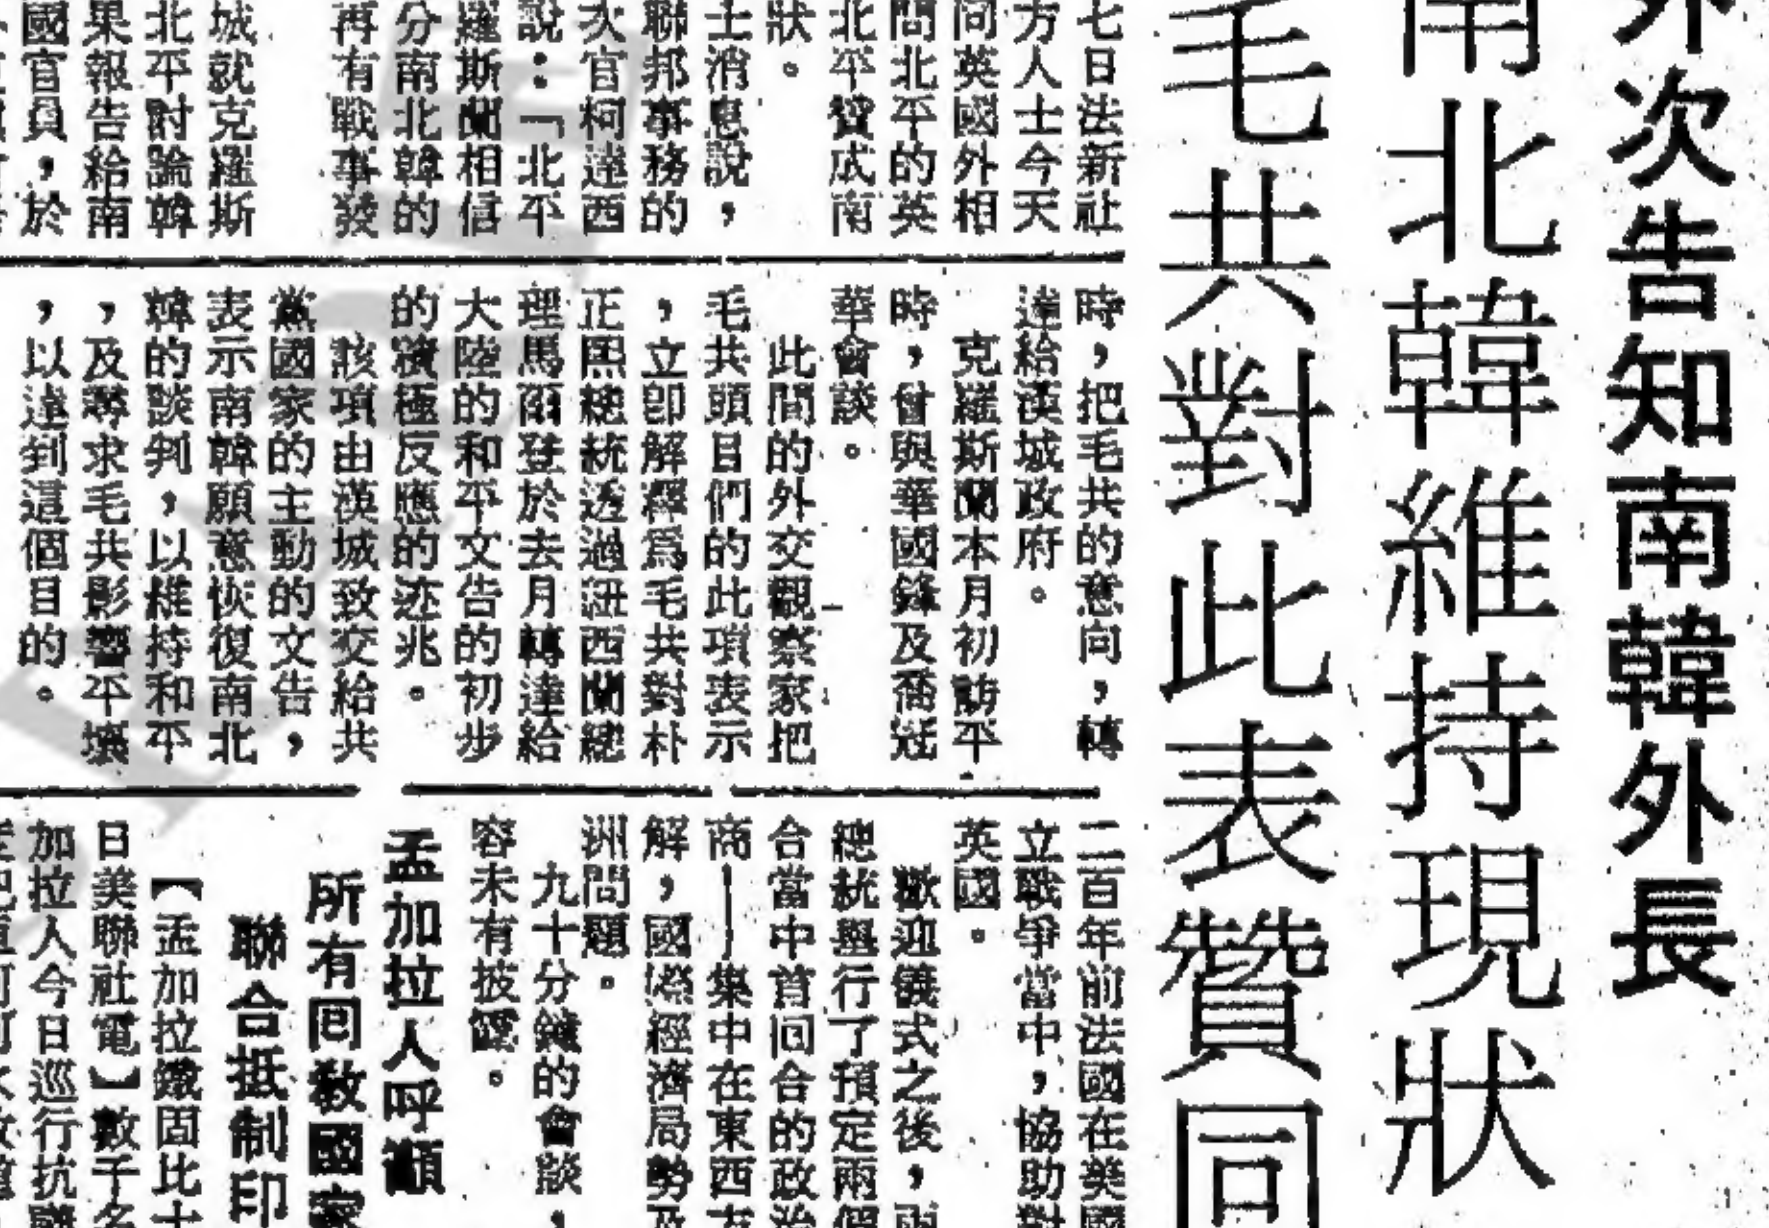 外次告知南韓外長
南北韓維持現狀
毛共對此表贊同
七日法新社
方人士今天
同英國外相
問北平的英
北平贊成南
狀。
士消息說，
聯邦事務的
次官柯達西
說：「北平
羅斯蘭相信
分南北韓的
再有戰事發
城就克羅斯
北平討論韓
果報告給南
國官員，於
時，把毛共的意向，轉
達給漢城政府。
克羅斯蘭本月初訪平
時，曾與華國鋒及喬冠
華會談。
此間的外交觀察家把
毛共頭目們的此項表示
，立卽解釋爲毛共對朴
正熙總統透過紐西蘭總
理馬爾登於去月轉達給
大陸的和平文告的初步
的積極反應的迹兆。
該項由漢城致交給共
黨國家的主動的文告，
表示南韓願意恢復南北
韓的談判，以維持和平
，及尋求毛共影響平壤
，以達到這個目的。
二百年前法國在美國
立戰爭當中，協助對
英國。
歡迎儀式之後，兩
總統舉行了預定兩個
合當中首回合的政治
商——集中在東西方
解，國際經濟局勢及
洲問題。
九十分鐘的會談，
容未有披露。
孟加拉人呼籲
所有囘敎國家
聯合抵制印
【孟加拉鐵固比士
日美聯社電】數千名
加拉人今日巡行抗議